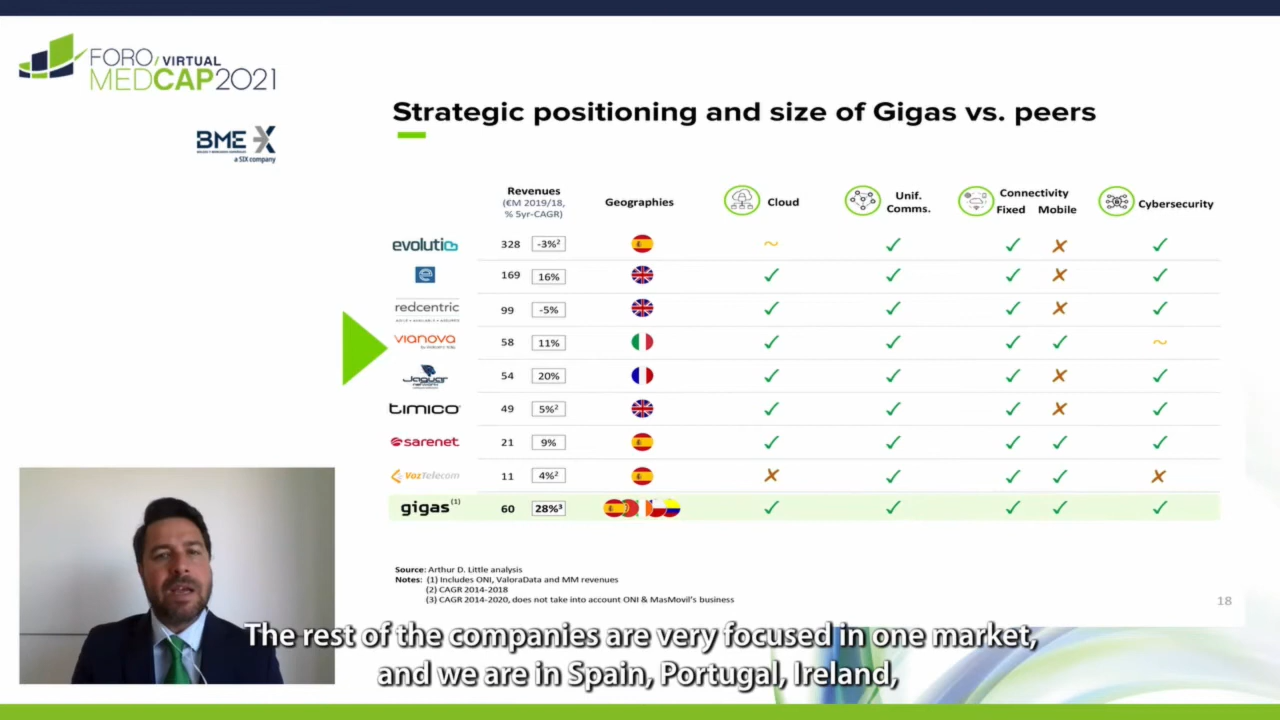 FORO/VIRTUAL
MEDCAP2021
BME X
a SIX company
Strategic positioning and size of Gigas vs. peers
Revenues
(€M 2019/18,
% 5yr-CAGR)
Geographies
Cloud
Unif.
Comms.
Connectivity
Fixed Mobile
Cybersecurity
evolutio 328 -3%² ~ ✓ ✓ ✗ ✓
169 16% ✓ ✓ ✓ ✗ ✓
redcentric 99 -5% ✓ ✓ ✓ ✗ ✓
vianova 58 11% ✓ ✓ ✓ ✓ ~
Jaguar network 54 20% ✓ ✓ ✓ ✗ ✓
timico 49 5%² ✓ ✓ ✓ ✗ ✓
sarenet 21 9% ✓ ✓ ✓ ✓ ✓
VozTelecom 11 4%² ✗ ✓ ✓ ✓ ✗
gigas(1) 60 28%³ ✓ ✓ ✓ ✓ ✓
Source: Arthur D. Little analysis
Notes: (1) Includes ONI, ValoraData and MM revenues
(2) CAGR 2014-2018
(3) CAGR 2014-2020, does not take into account ONI & MasMovil's business
18
The rest of the companies are very focused in one market,
and we are in Spain, Portugal, Ireland,